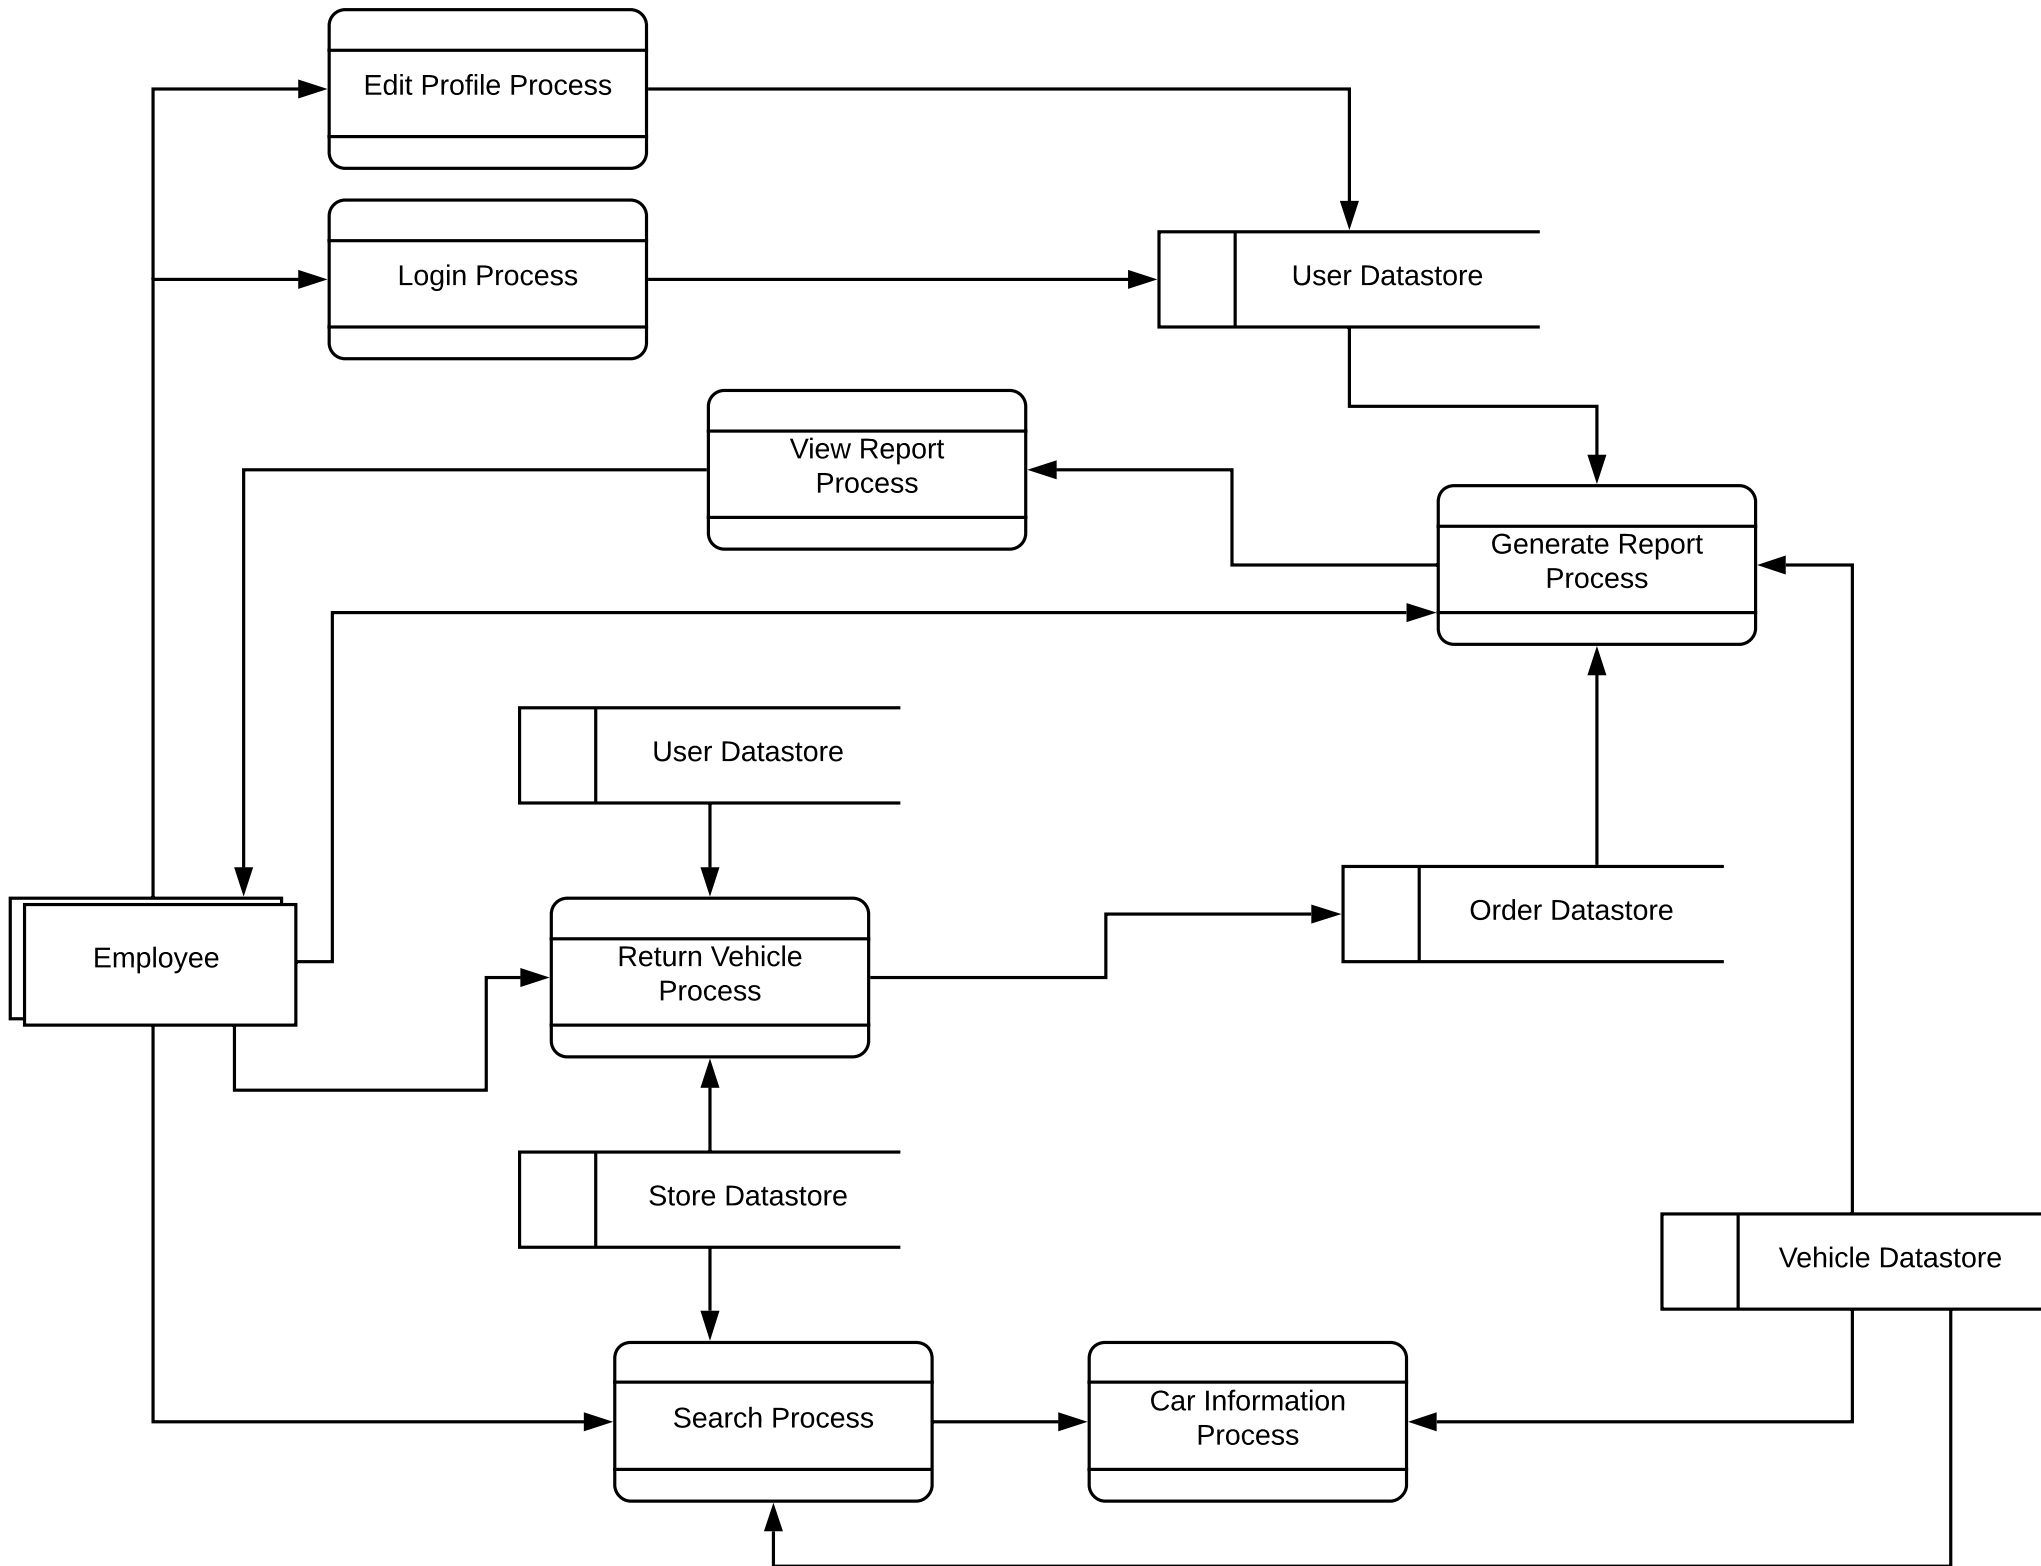 Edit Profile Process
Login Process
User Datastore
View Report
Process
Generate Report
Process
User Datastore
Order Datastore
Employee
Return Vehicle
Process
Store Datastore
Vehicle Datastore
Search Process
Car Information
Process